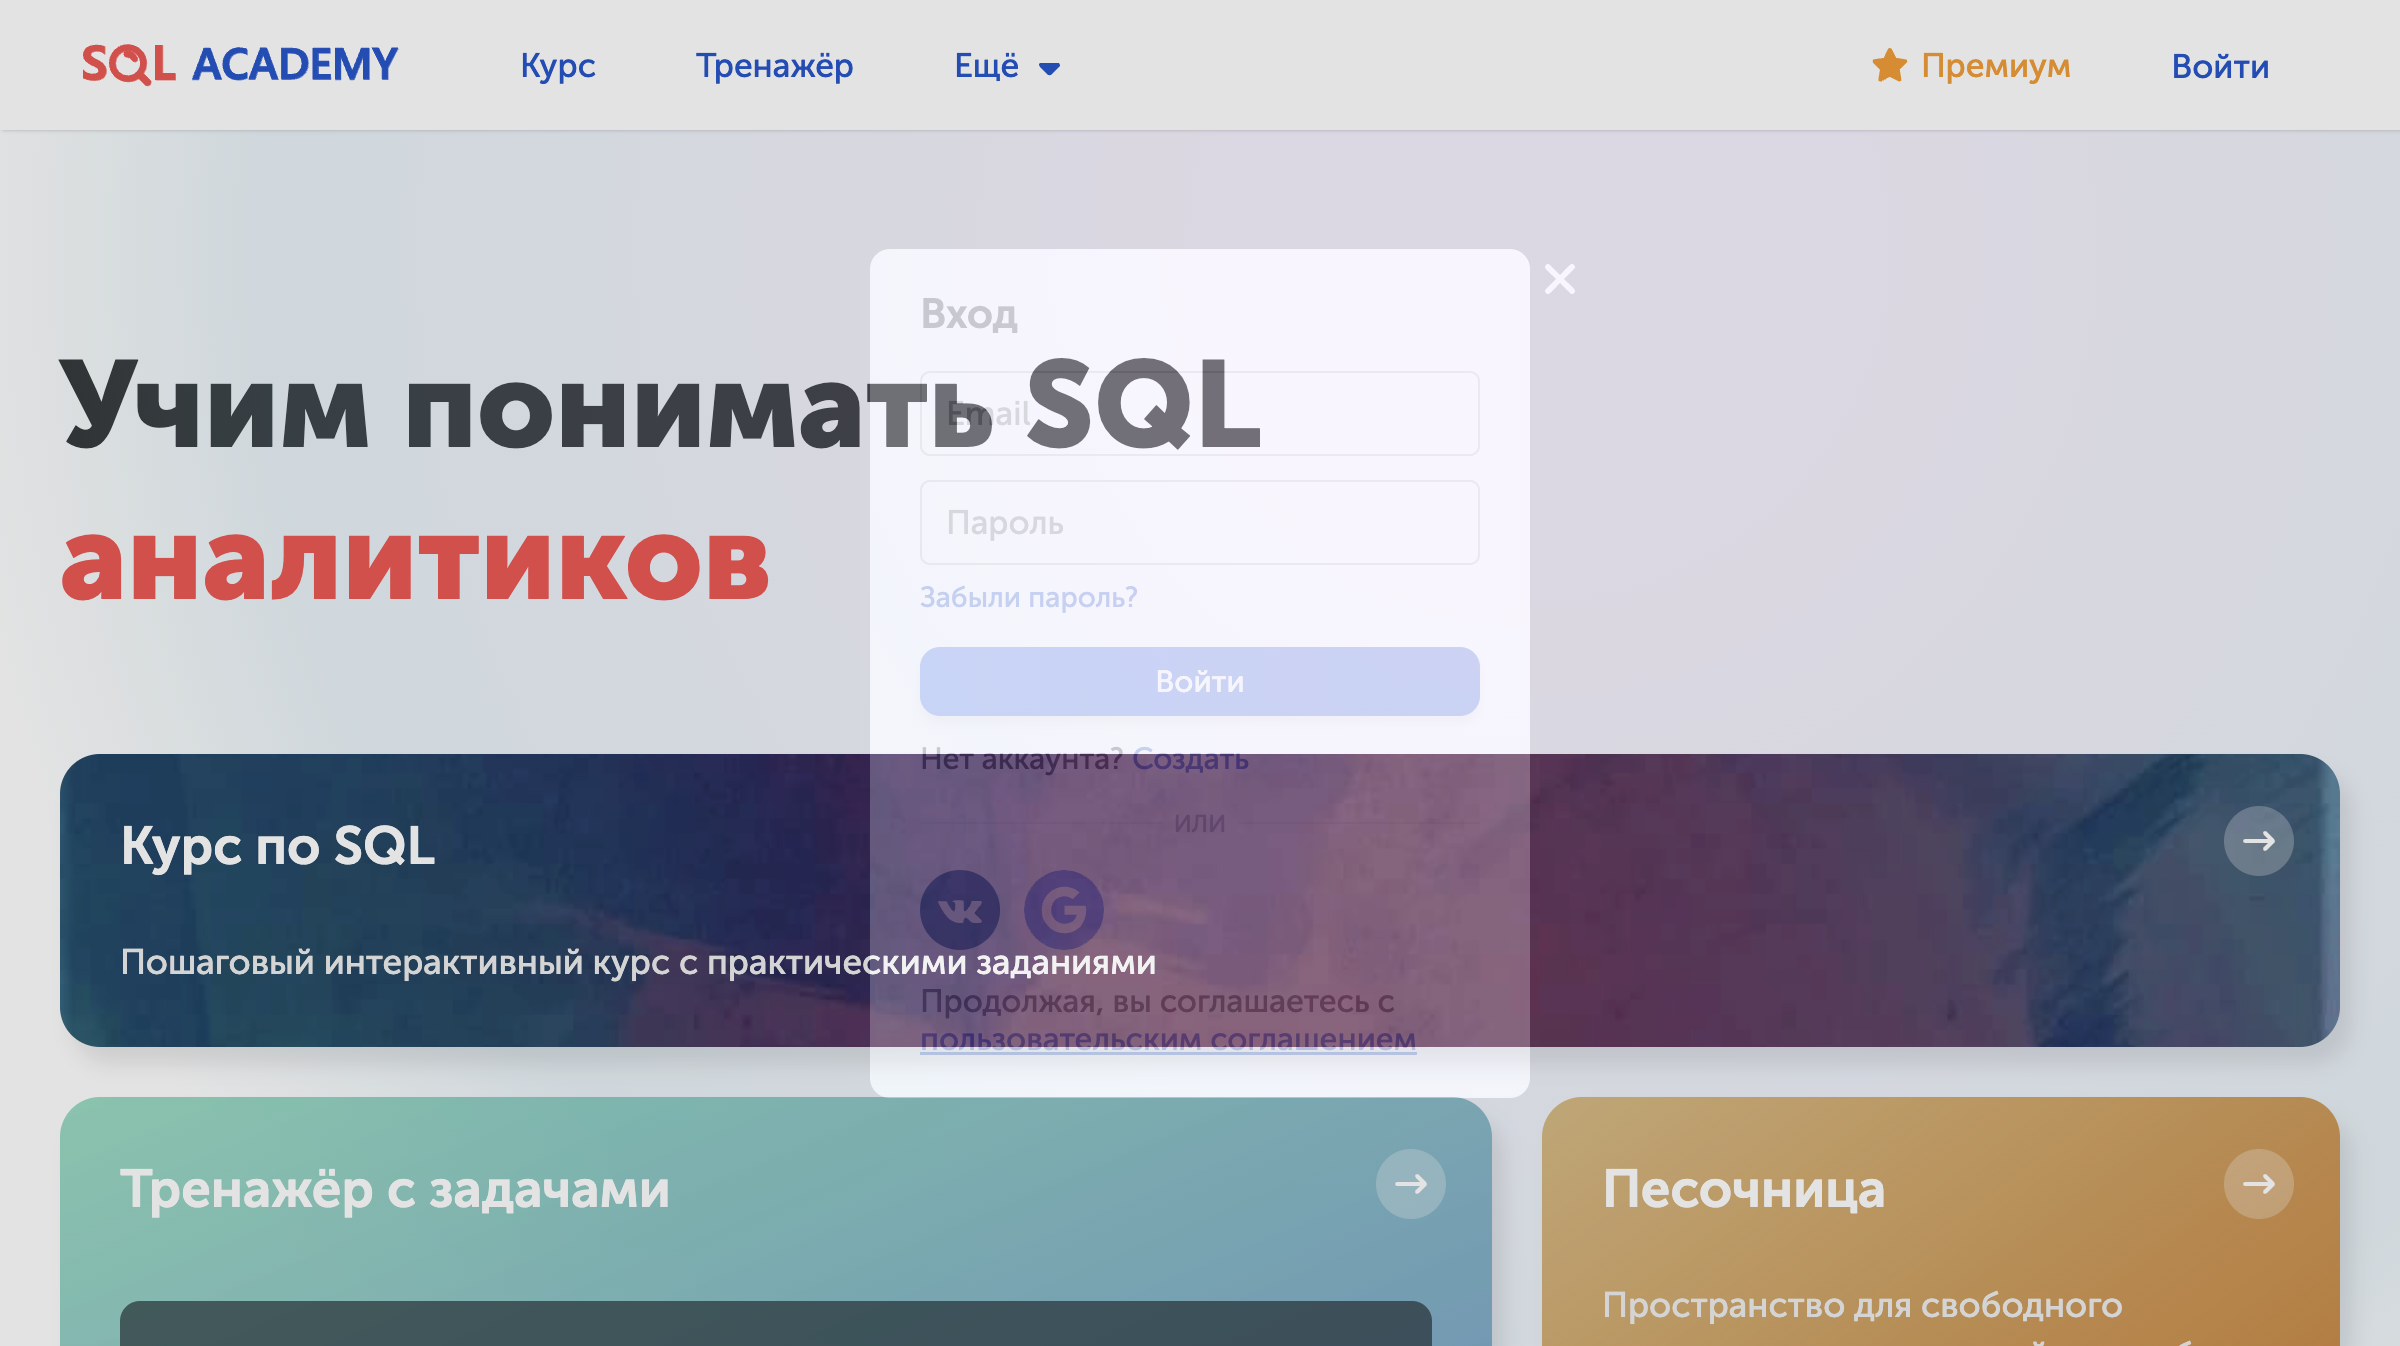 SQL ACADEMY
Курс
Тренажёр
Ещё
Премиум
Войти
Учим понимать SQL
аналитиков
Вход
Email
Пароль
Забыли пароль?
Войти
Нет аккаунта? Создать
или
Продолжая, вы соглашаетесь с
пользовательским соглашением
Курс по SQL
Пошаговый интерактивный курс с практическими заданиями
Тренажёр с задачами
Песочница
Пространство для свободного